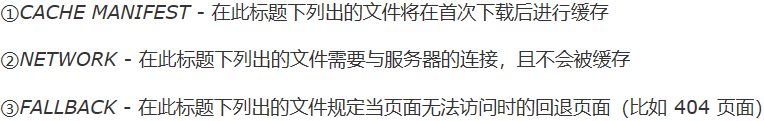 ①CACHE MANIFEST - 在此标题下列出的文件将在首次下载后进行缓存
②NETWORK - 在此标题下列出的文件需要与服务器的连接，且不会被缓存
③FALLBACK - 在此标题下列出的文件规定当页面无法访问时的回退页面（比如 404 页面）